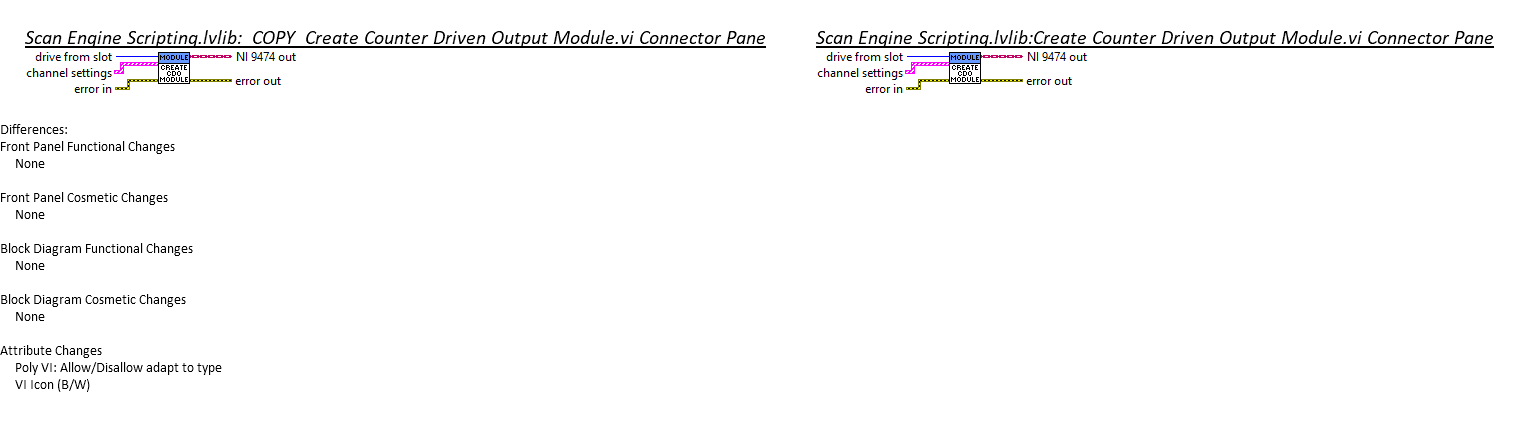 Scan Engine Scripting.lvlib:_COPY_Create Counter Driven Output Module.vi Connector Pane
drive from slot
channel settings
error in
MODULE
CREATE
CDO
MODULE
NI 9474 out
error out
Scan Engine Scripting.lvlib:Create Counter Driven Output Module.vi Connector Pane
drive from slot
channel settings
error in
MODULE
CREATE
CDO
MODULE
NI 9474 out
error out
Differences:
Front Panel Functional Changes
None
Front Panel Cosmetic Changes
None
Block Diagram Functional Changes
None
Block Diagram Cosmetic Changes
None
Attribute Changes
Poly VI: Allow/Disallow adapt to type
VI Icon (B/W)